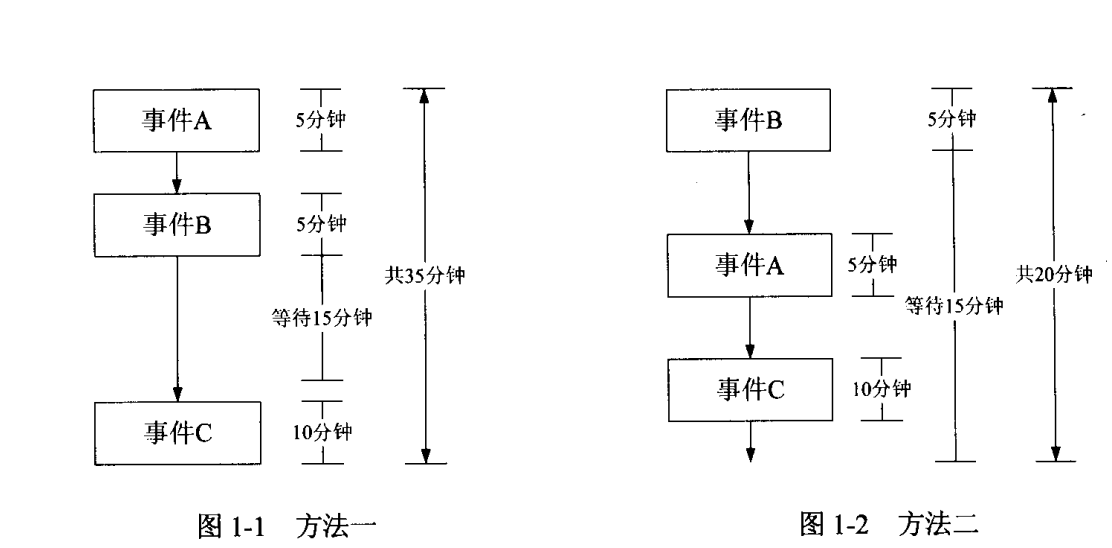 事件A
5分钟
事件B
5分钟
等待15分钟
事件C
10分钟
共35分钟
图 1-1 方法一
事件B
5分钟
事件A
5分钟
等待15分钟
事件C
10分钟
共20分钟
图 1-2 方法二